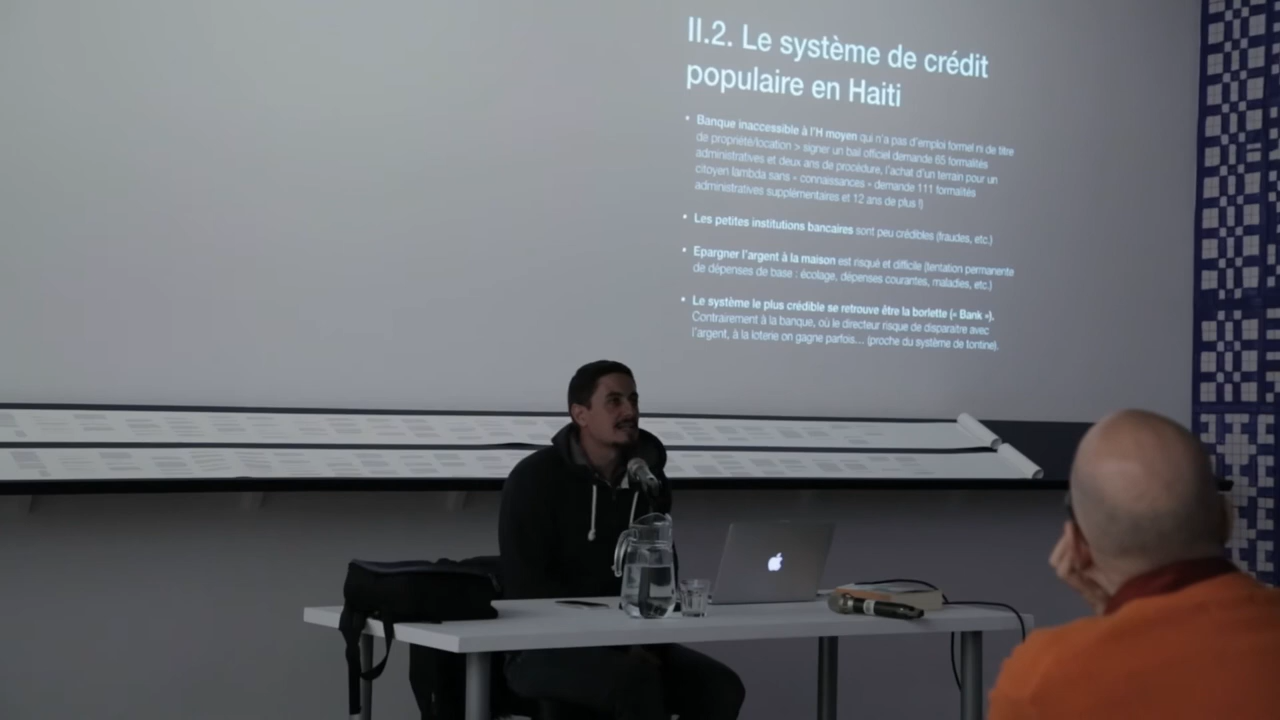 II.2. Le système de crédit
populaire en Haiti
• Banque inaccessible à l'H moyen qui n'a pas d'emploi formel ni de titre
de propriété/location > signer un bail officiel demande 65 formalités
administratives et deux ans de procédure, l'achat d'un terrain pour un
citoyen lambda sans « connaissances » demande 111 formalités
administratives supplémentaires et 12 ans de plus !)
• Les petites institutions bancaires sont peu crédibles (fraudes, etc.)
• Epargner l'argent à la maison est risqué et difficile (tentation permanente
de dépenses de base : écolage, dépenses courantes, maladies, etc.)
• Le système le plus crédible se retrouve être la borlette (« Bank »).
Contrairement à la banque, où le directeur risque de disparaitre avec
l'argent, à la loterie on gagne parfois… (proche du système de tontine).